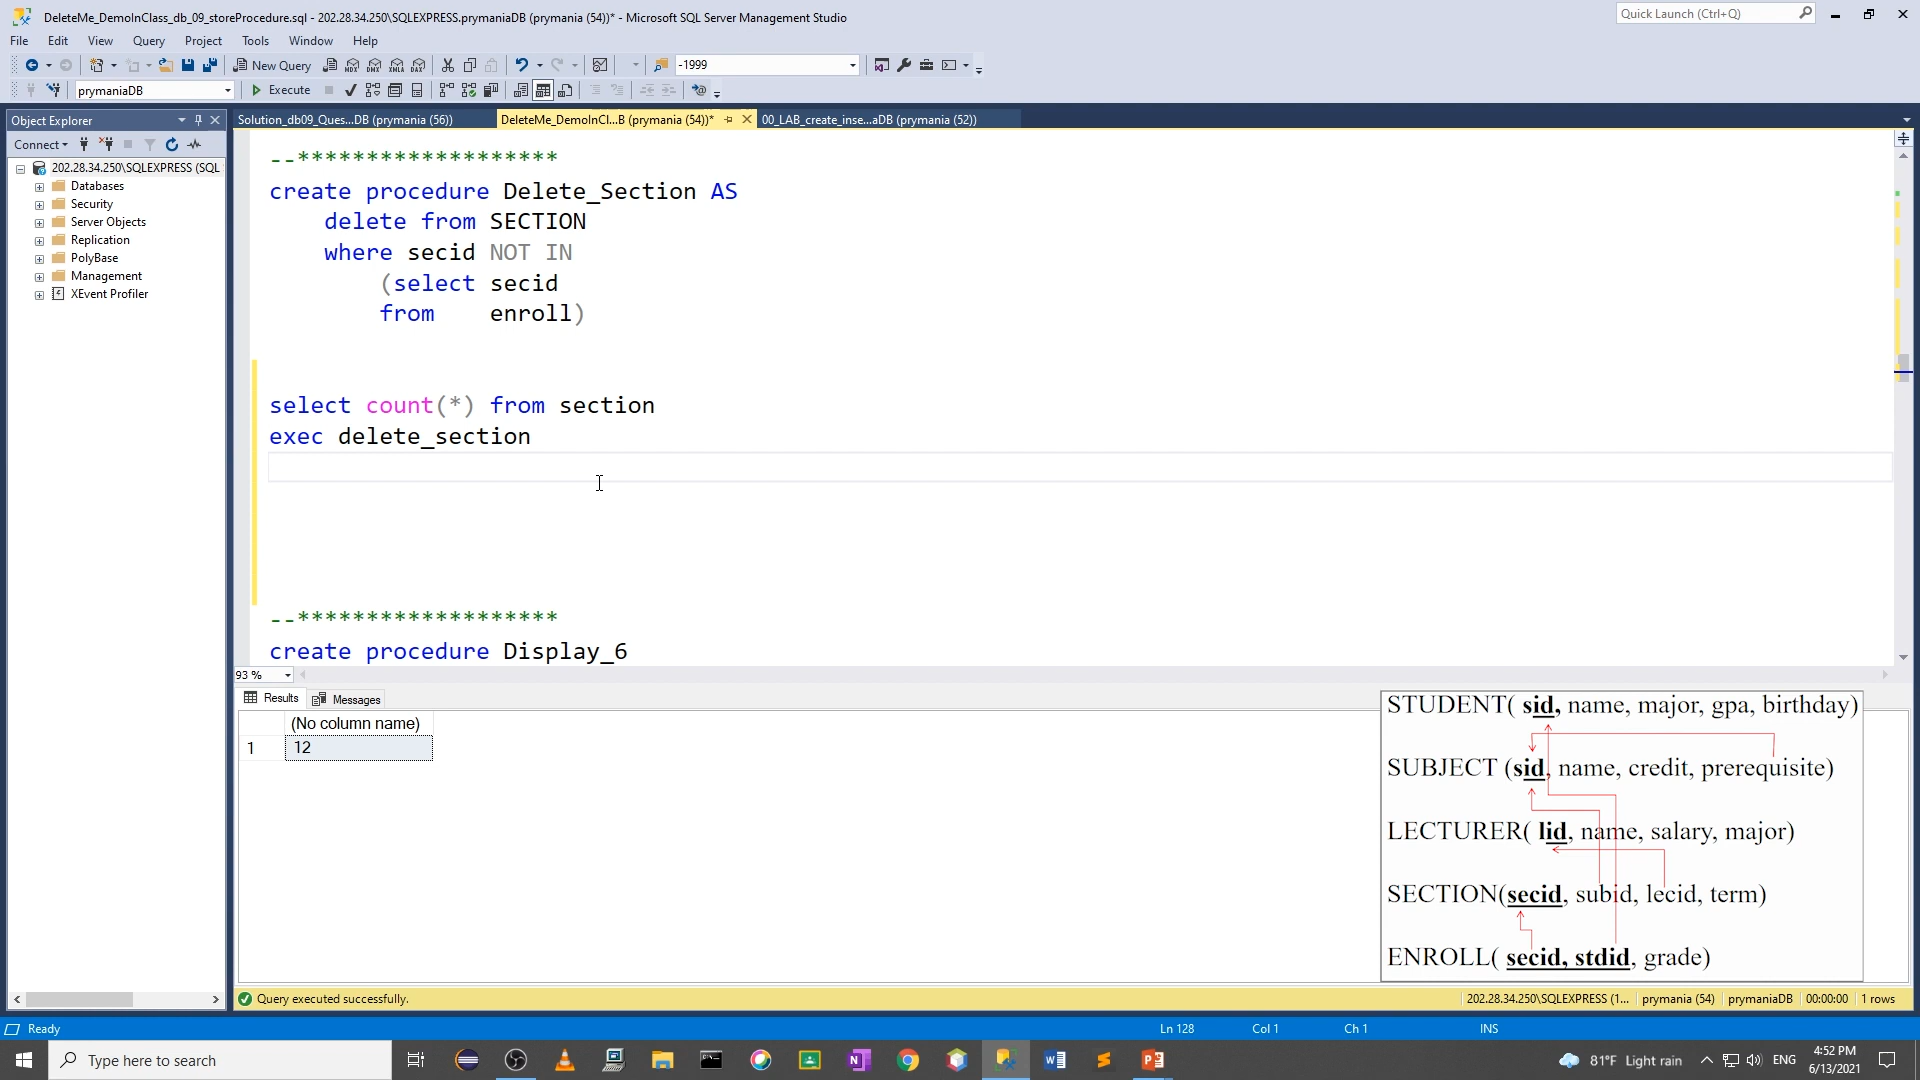 DeleteMe_DemoInClass_db_09_storeProcedure.sql - 202.28.34.250\SQLEXPRESS.prymaniaDB (prymania (54))* - Microsoft SQL Server Management Studio
Quick Launch (Ctrl+Q)
File Edit View Query Project Tools Window Help
New Query
-1999
prymaniaDB
Execute
Object Explorer
Solution_db09_Ques...DB (prymania (56))
DeleteMe_DemoInCl...B (prymania (54))*
00_LAB_create_inse...aDB (prymania (52))
Connect
202.28.34.250\SQLEXPRESS (SQL
Databases
Security
Server Objects
Replication
PolyBase
Management
XEvent Profiler
--*******************
create procedure Delete_Section AS
delete from SECTION
where secid NOT IN
(select secid
from enroll)
select count(*) from section
exec delete_section
--*******************
create procedure Display_6
93 %
Results
Messages
(No column name)
1 12
STUDENT( sid, name, major, gpa, birthday)
SUBJECT (sid, name, credit, prerequisite)
LECTURER( lid, name, salary, major)
SECTION(secid, subid, lecid, term)
ENROLL( secid, stdid, grade)
Query executed successfully.
202.28.34.250\SQLEXPRESS (1... prymania (54) prymaniaDB 00:00:00 1 rows
Ready
Ln 128 Col 1 Ch 1 INS
Type here to search
81°F Light rain
ENG
4:52 PM
6/13/2021